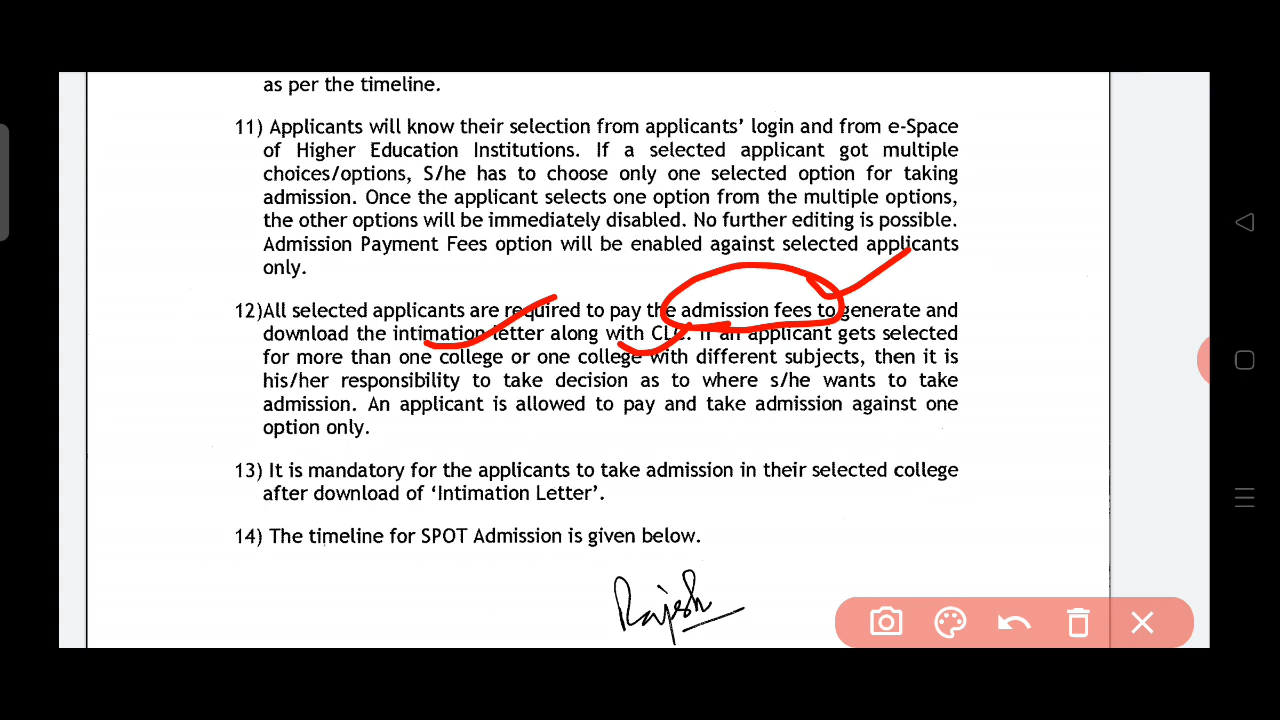 as per the timeline.
11) Applicants will know their selection from applicants’ login and from e-Space
of Higher Education Institutions. If a selected applicant got multiple
choices/options, S/he has to choose only one selected option for taking
admission. Once the applicant selects one option from the multiple options,
the other options will be immediately disabled. No further editing is possible.
Admission Payment Fees option will be enabled against selected applicants
only.
12)All selected applicants are required to pay the admission fees to generate and
download the intimation letter along with CLC. If an applicant gets selected
for more than one college or one college with different subjects, then it is
his/her responsibility to take decision as to where s/he wants to take
admission. An applicant is allowed to pay and take admission against one
option only.
13) It is mandatory for the applicants to take admission in their selected college
after download of ‘Intimation Letter’.
14) The timeline for SPOT Admission is given below.
Rajesh